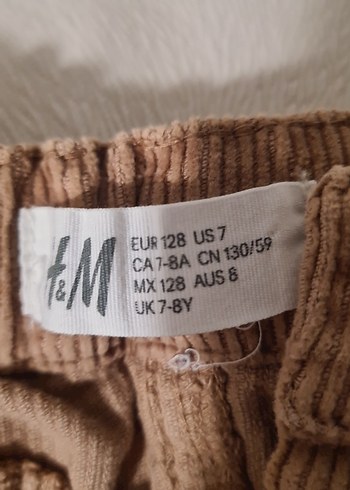 H&M
EUR 128 US 7
CA 7-8A CN 130/59
MX 128 AUS 8
UK 7-8Y